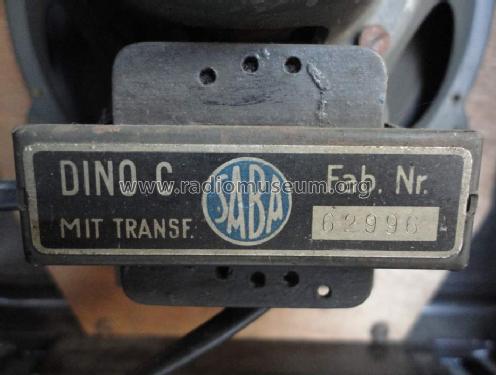 DINO C
MIT TRANSF.
SABA
Fab. Nr.
62996
© www.radiomuseum.org